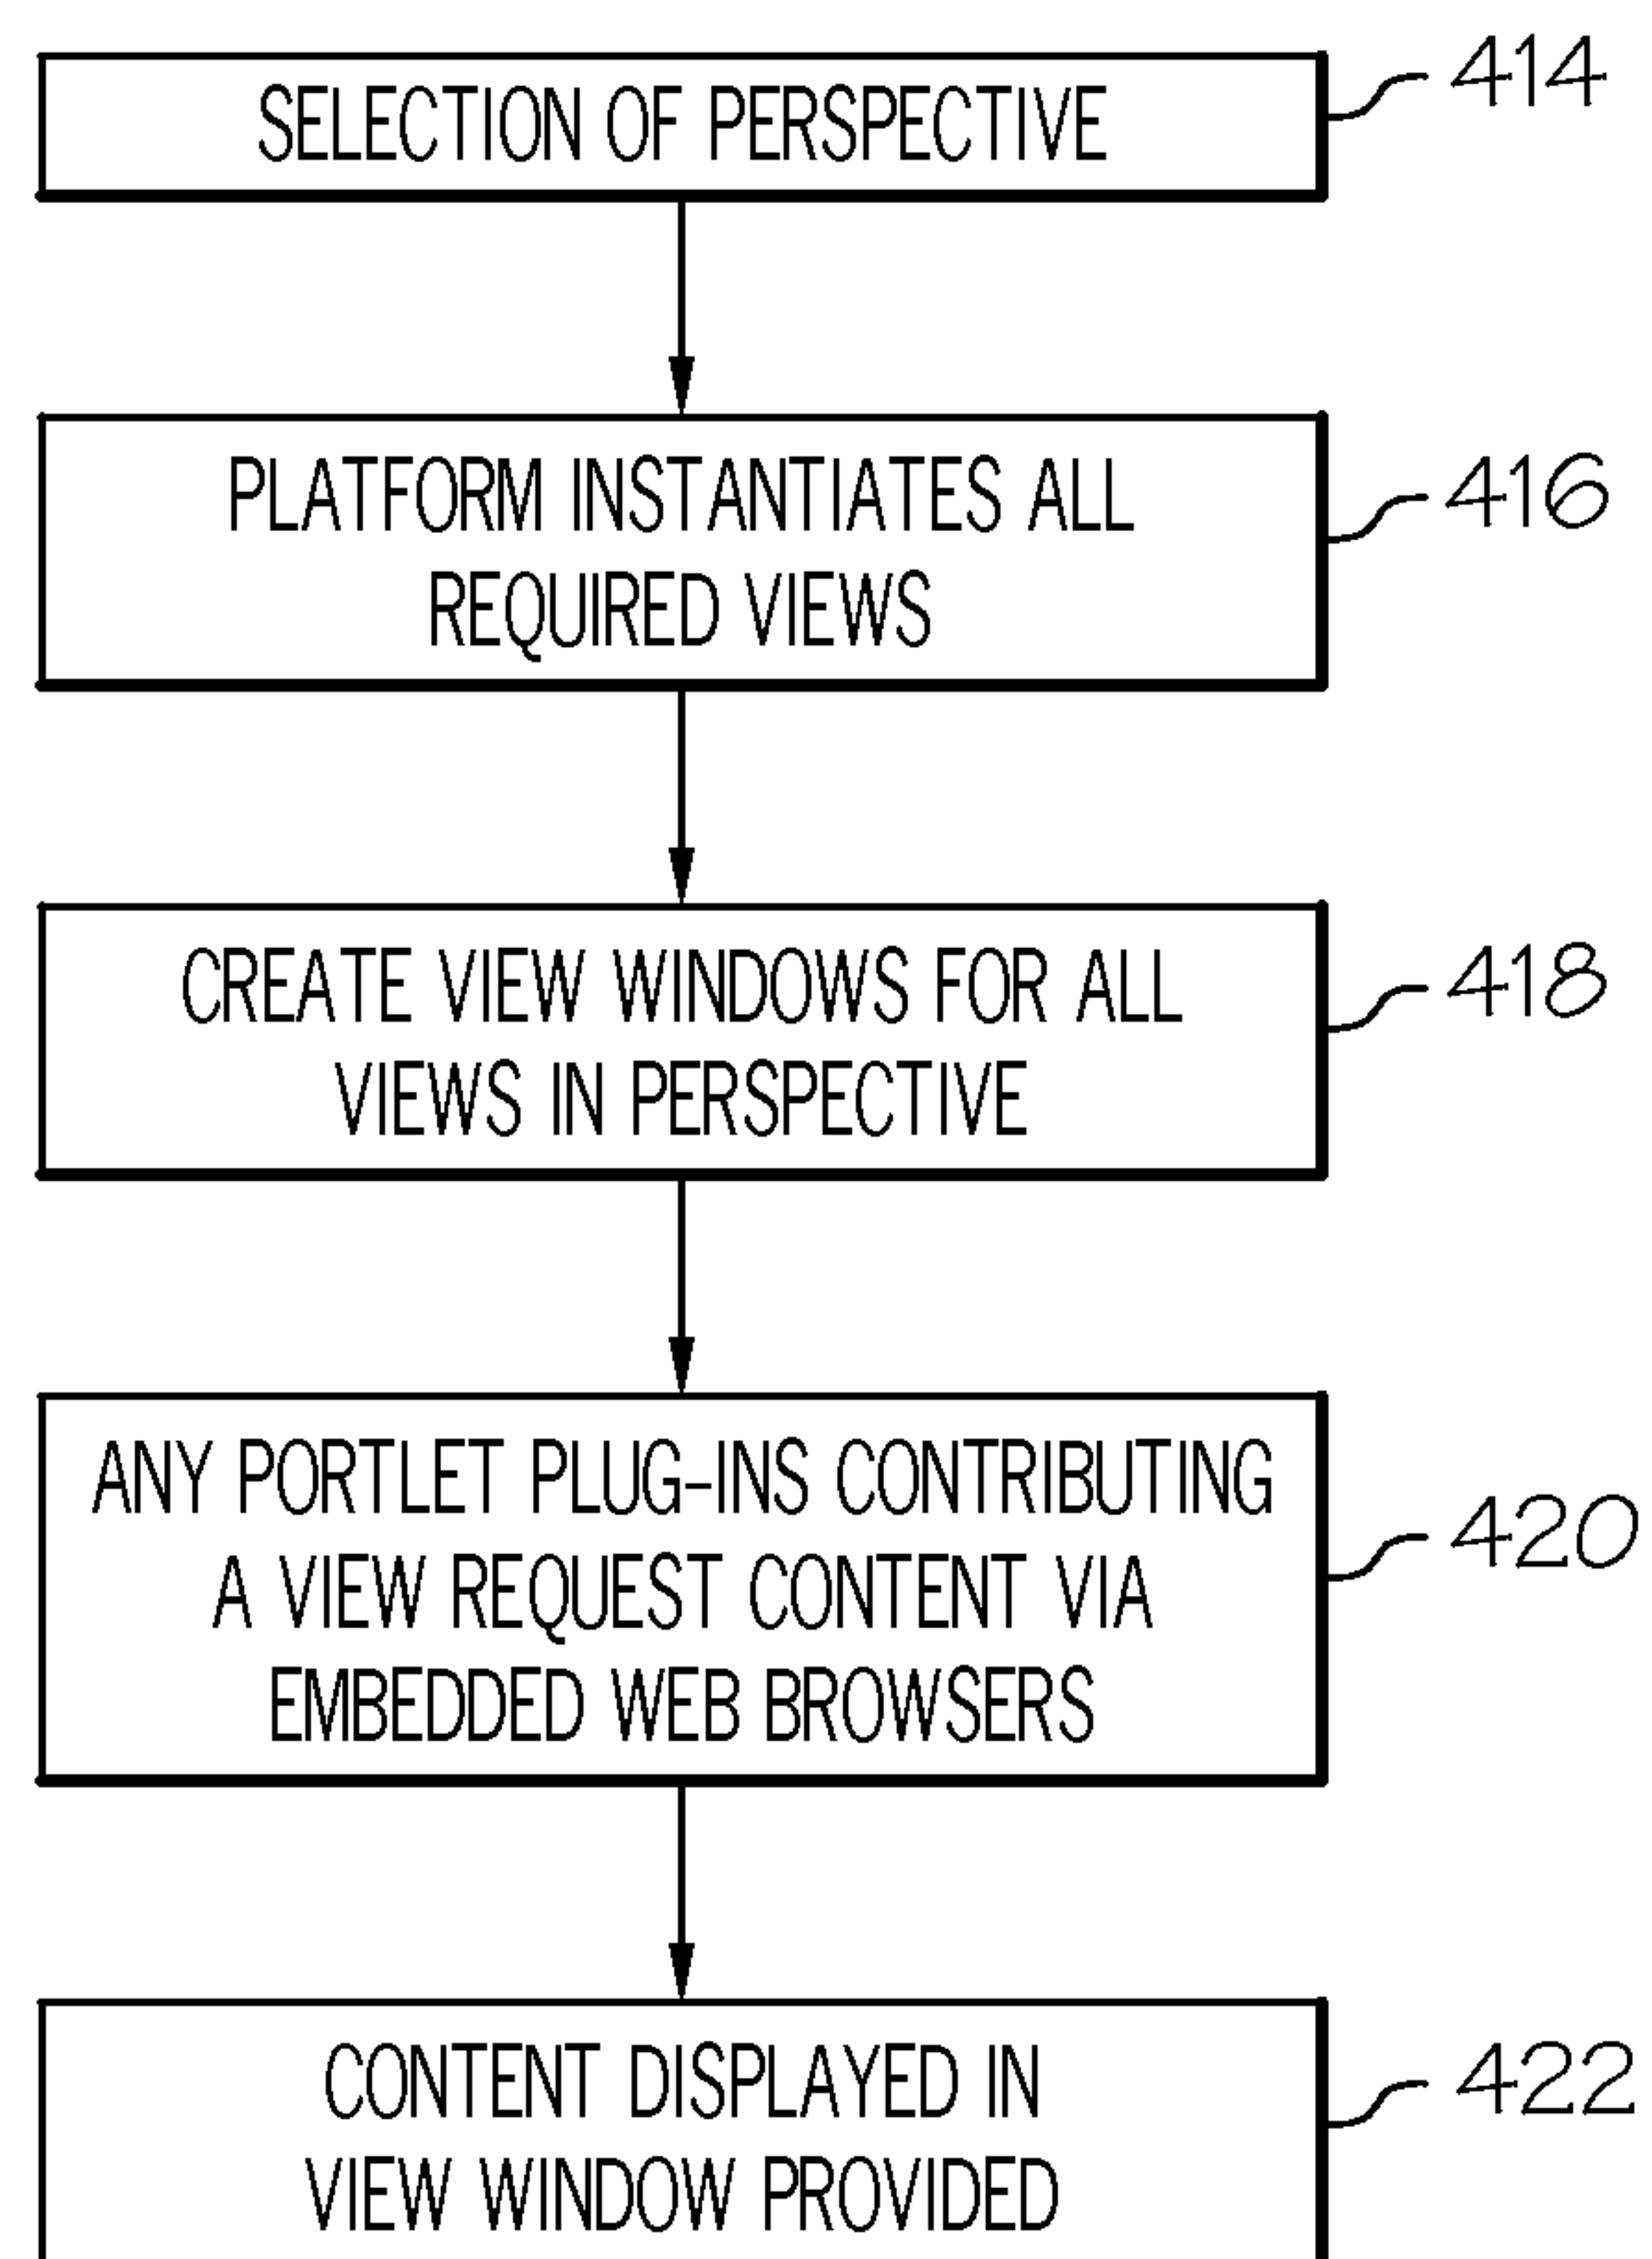 SELECTION OF PERSPECTIVE
414
PLATFORM INSTANTIATES ALL
REQUIRED VIEWS
416
CREATE VIEW WINDOWS FOR ALL
VIEWS IN PERSPECTIVE
418
ANY PORTLET PLUG-INS CONTRIBUTING
A VIEW REQUEST CONTENT VIA
EMBEDDED WEB BROWSERS
420
CONTENT DISPLAYED IN
VIEW WINDOW PROVIDED
422